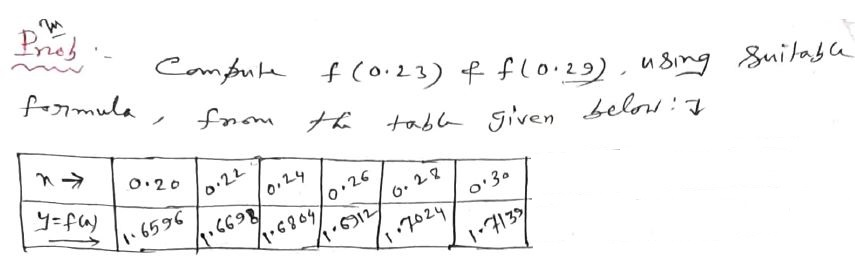 Prob :-
Compute f(0.23) & f(0.29), using suitable
formula, from the table given below: ↓
x → 0.20 0.22 0.24 0.26 0.28 0.30
y=f(x) → 1.6596 1.6698 1.6804 1.6912 1.7024 1.7139